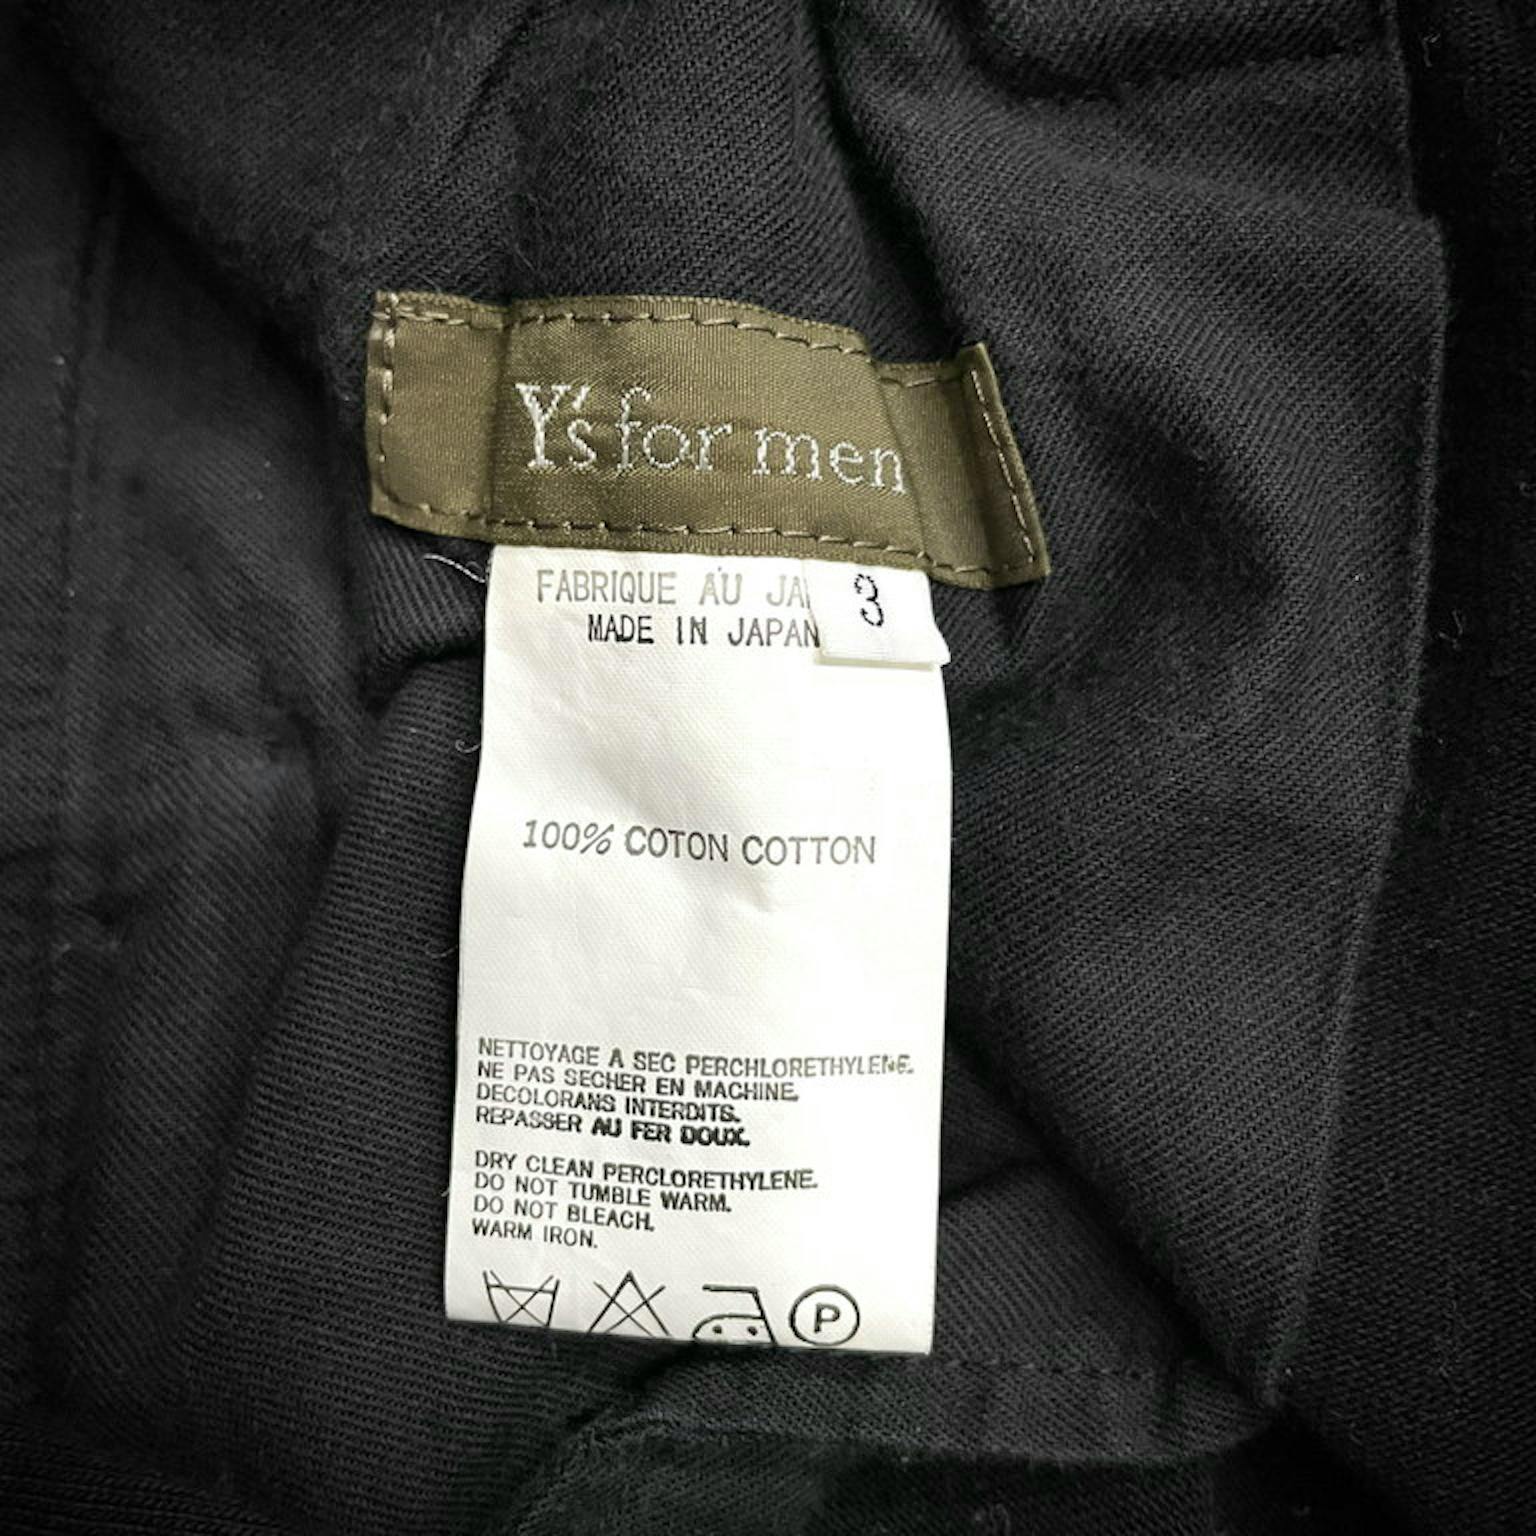 Y's for men
FABRIQUE AU
3
MADE IN JAPAN
100% COTON COTTON
NETTOYAGE A SEC PERCHLORETHYLENE.
NE PAS SECHER EN MACHINE.
DECOLORANS INTERDITS.
REPASSER AU FER DOUX.
DRY CLEAN PERCLORETHYLENE.
DO NOT TUMBLE WARM.
DO NOT BLEACH.
WARM IRON.
P